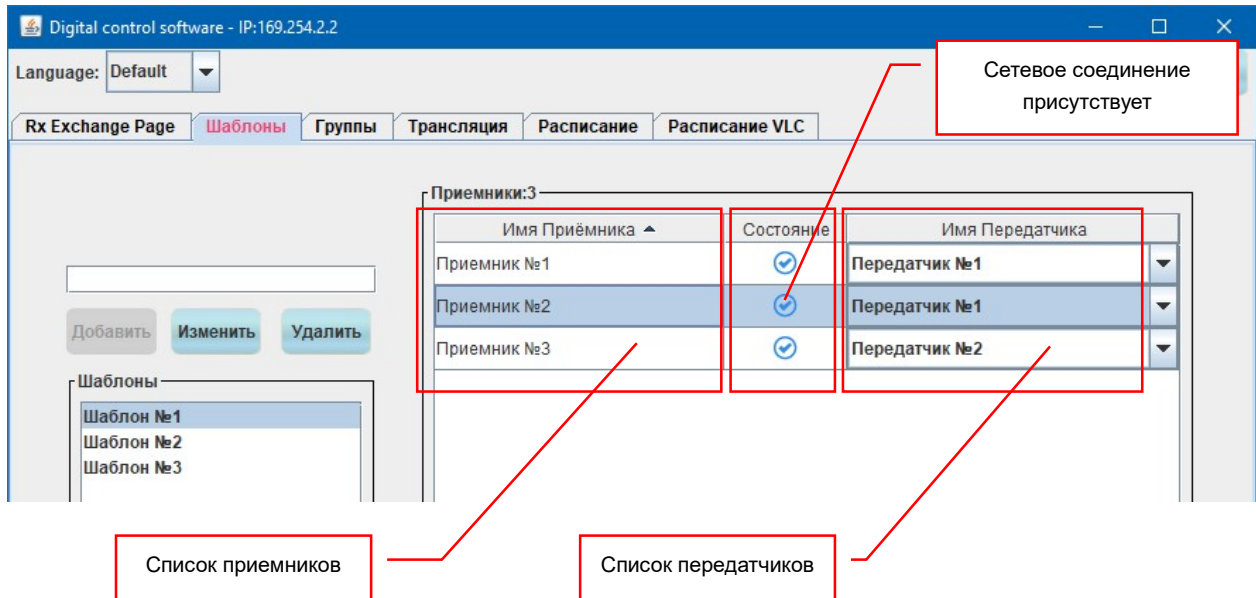 Digital control software - IP:169.254.2.2
Language: Default
Сетевое соединение
присутствует
Rx Exchange Page Шаблоны Группы Трансляция Расписание Расписание VLC
Приемники:3
Имя Приёмника Состояние Имя Передатчика
Приемник №1 Передатчик №1
Приемник №2 Передатчик №1
Приемник №3 Передатчик №2
Добавить Изменить Удалить
Шаблоны
Шаблон №1
Шаблон №2
Шаблон №3
Список приемников
Список передатчиков